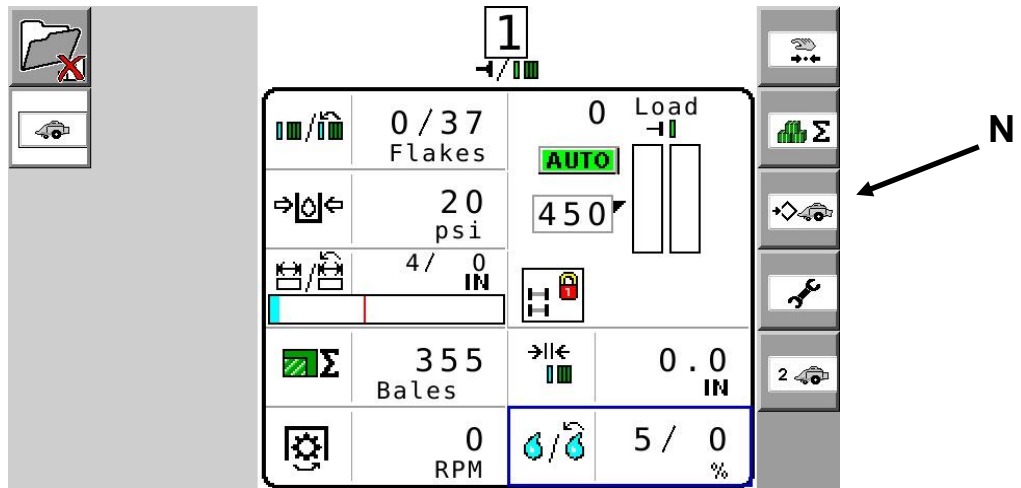 1
0/37
Flakes
0 Load
AUTO
450
20
psi
4/ 0
IN
1
355
Bales
0.0
IN
0
RPM
5/ 0
%
Σ
Σ
2
N